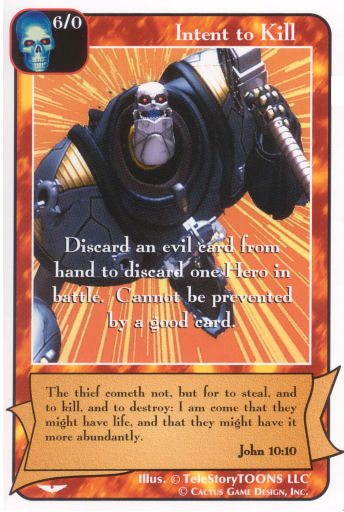 6/0
Intent to Kill
Discard an evil card from
hand to discard one Hero in
battle. Cannot be prevented
by a good card.
The thief cometh not, but for to steal, and
to kill, and to destroy: I am come that they
might have life, and that they might have it
more abundantly.
John 10:10
Illus. © TeleStoryTOONS LLC
© Cactus Game Design, Inc.